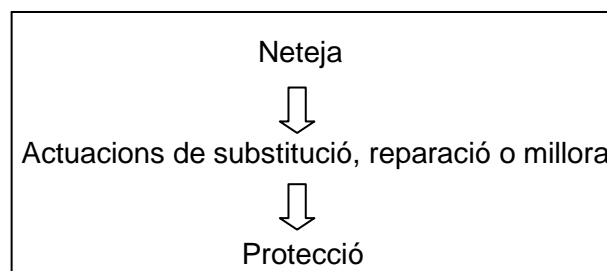 Neteja
Actuacions de substitució, reparació o millora
Protecció